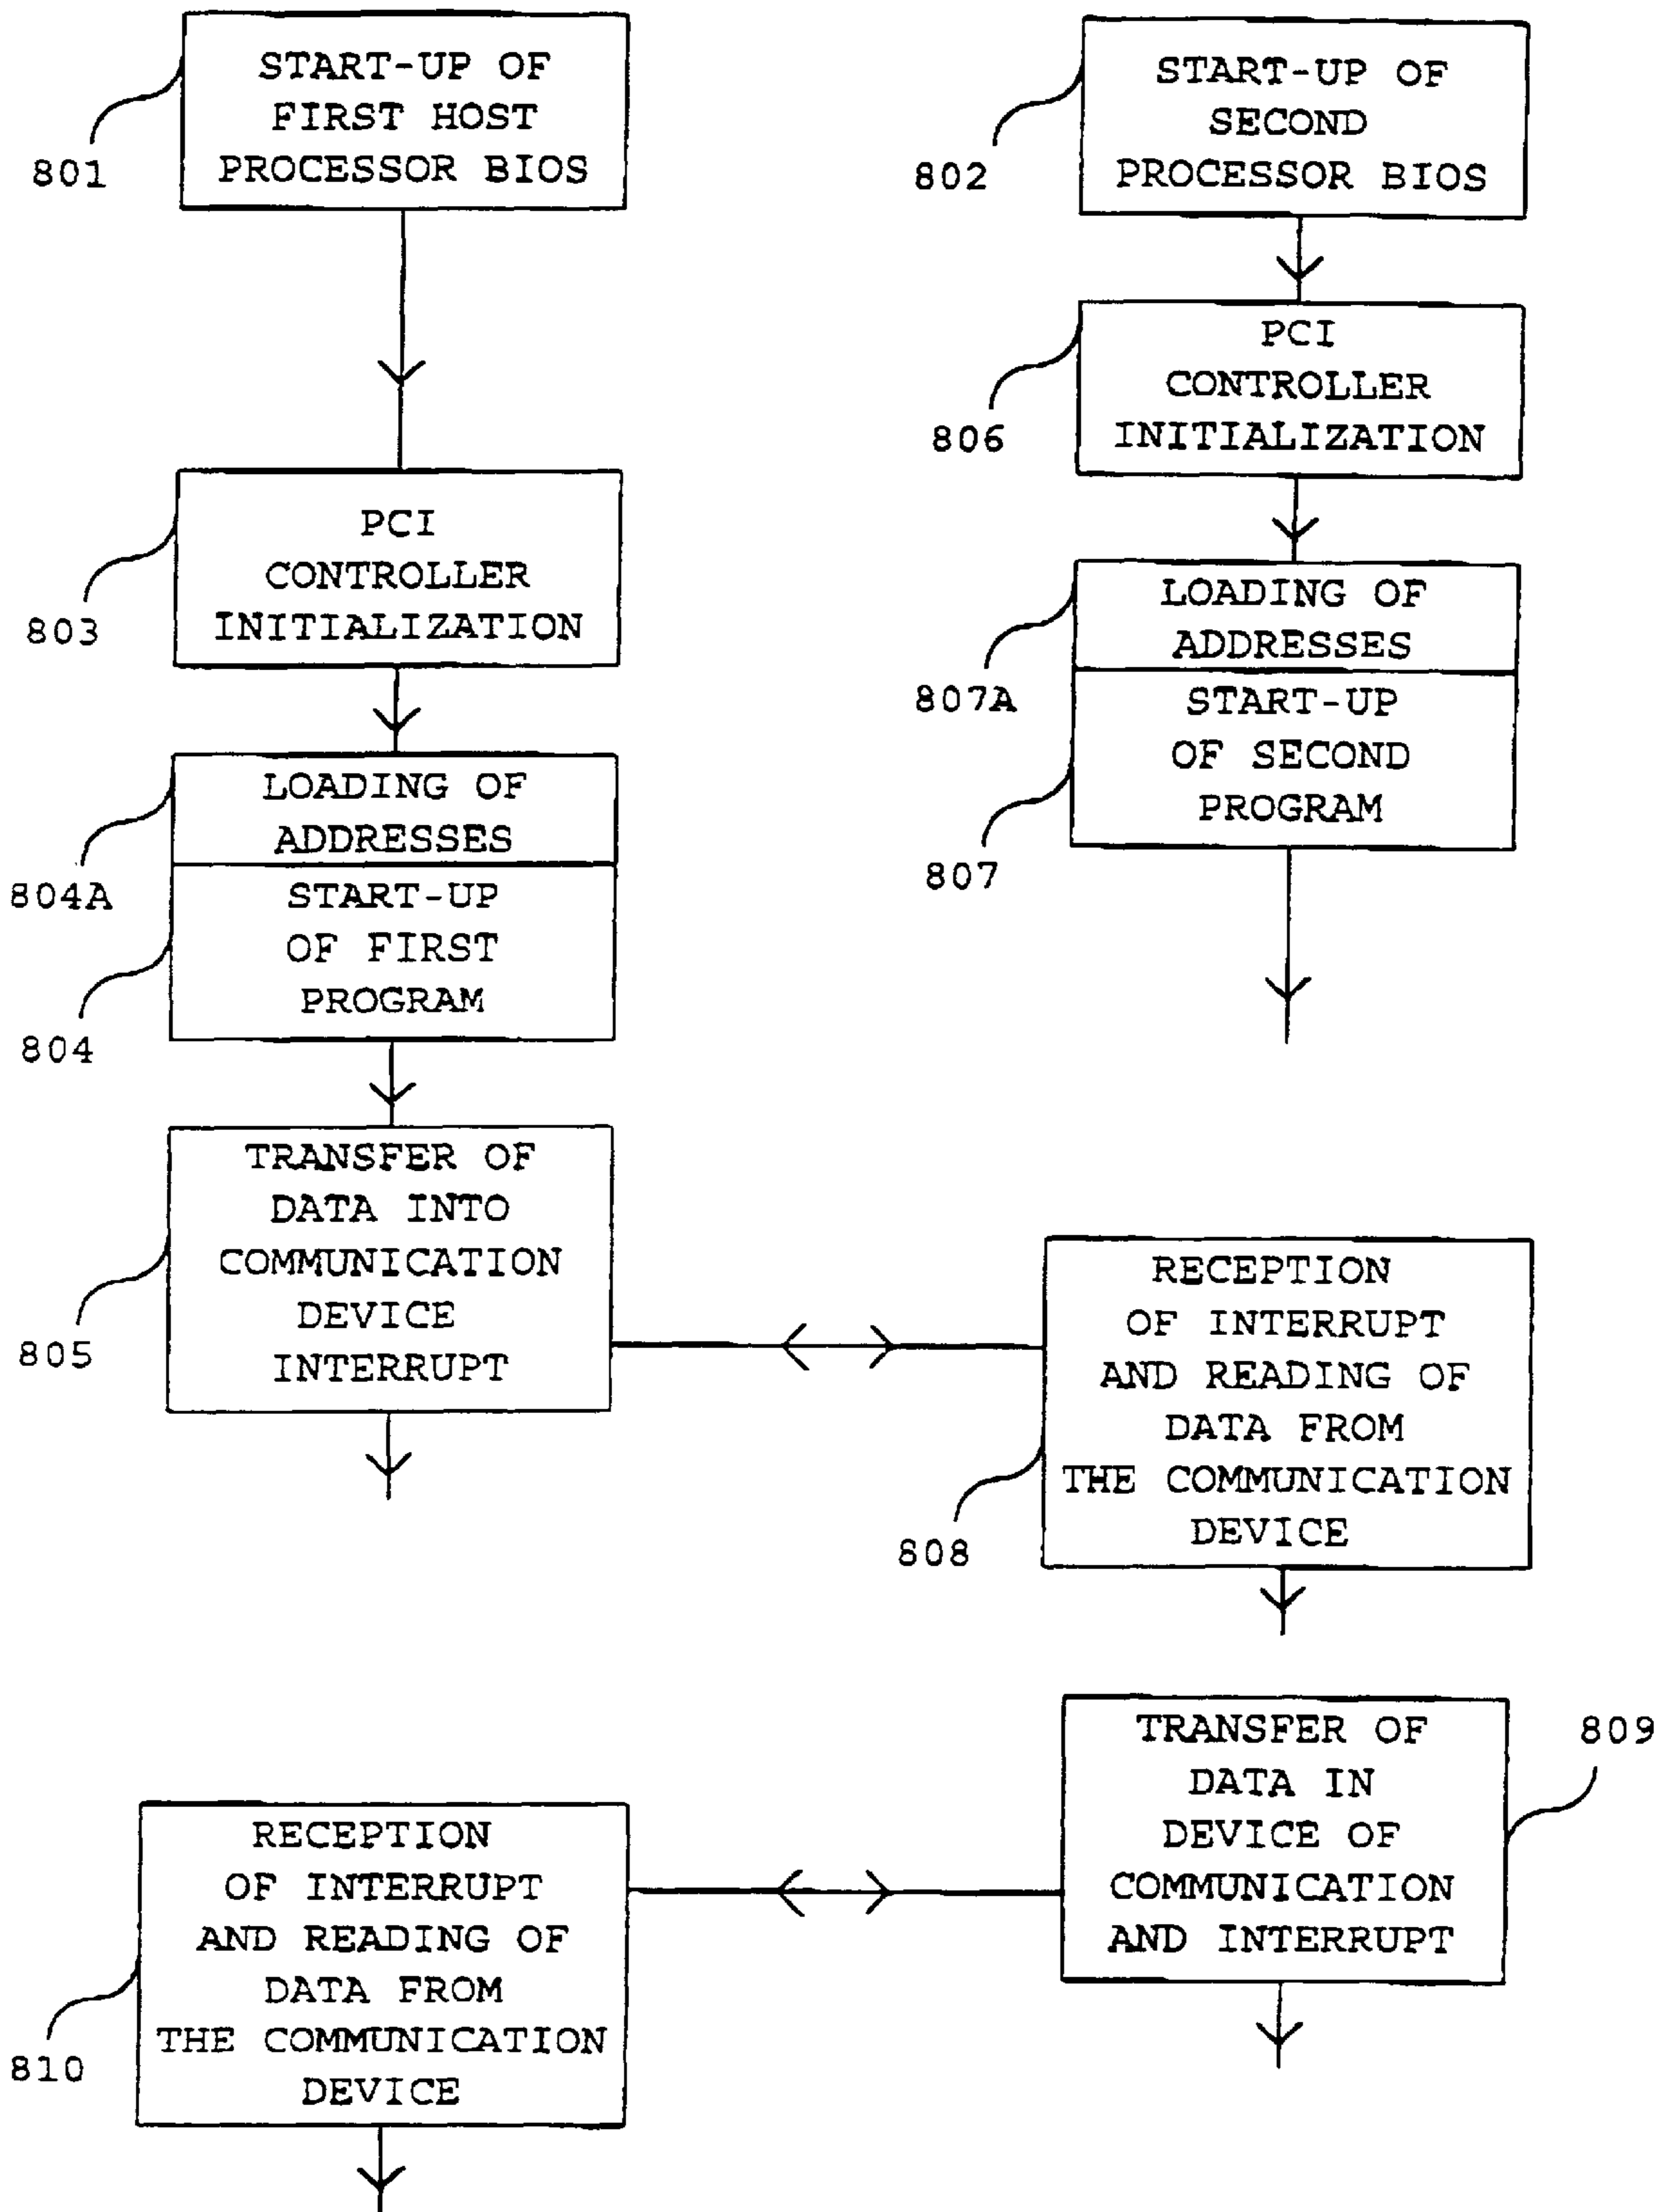 START-UP OF
FIRST HOST
PROCESSOR BIOS
801
START-UP OF
SECOND
PROCESSOR BIOS
802
PCI
CONTROLLER
INITIALIZATION
806
PCI
CONTROLLER
INITIALIZATION
803
LOADING OF
ADDRESSES
807A
START-UP
OF SECOND
PROGRAM
807
LOADING OF
ADDRESSES
804A
START-UP
OF FIRST
PROGRAM
804
TRANSFER OF
DATA INTO
COMMUNICATION
DEVICE
INTERRUPT
805
RECEPTION
OF INTERRUPT
AND READING OF
DATA FROM
THE COMMUNICATION
DEVICE
808
TRANSFER OF
DATA IN
DEVICE OF
COMMUNICATION
AND INTERRUPT
809
RECEPTION
OF INTERRUPT
AND READING OF
DATA FROM
THE COMMUNICATION
DEVICE
810